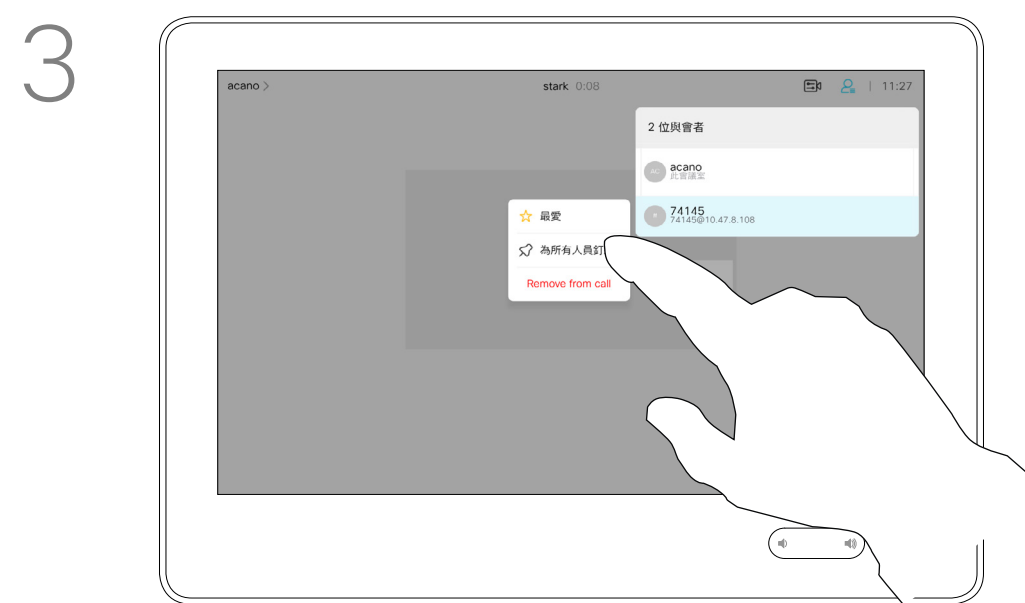 3
acano >
stark 0:08
11:27
2 位與會者
AC
acano
此會議室
74145
74145@10.47.8.108
最愛
為所有人員釘
Remove from call